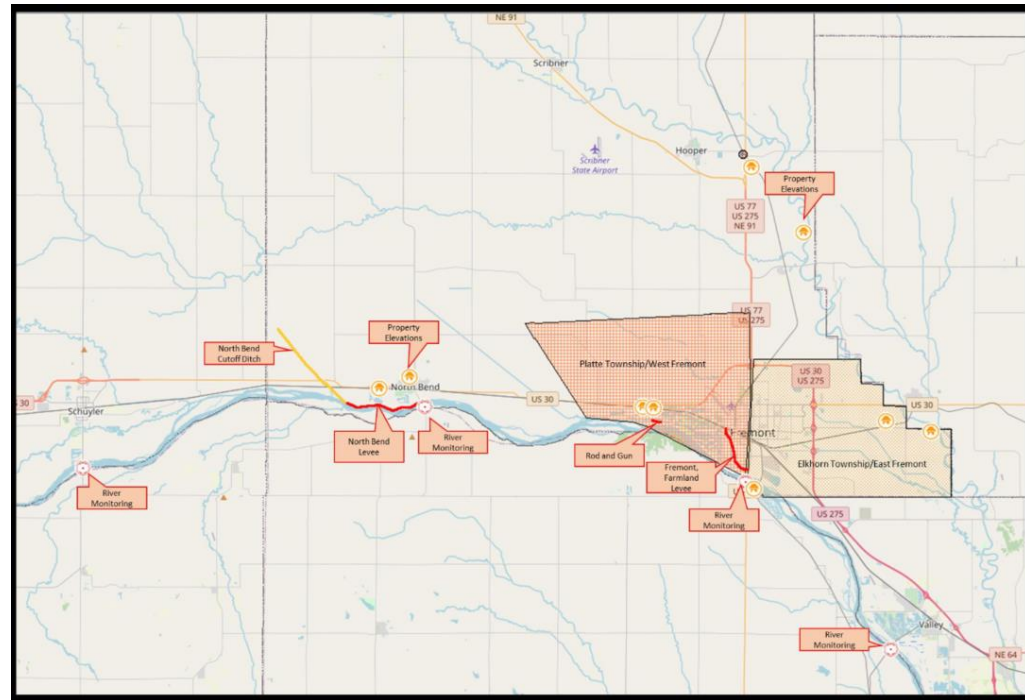 NE 91
Scribner
Scribner
State Airport
Hooper
Property
Elevations
US 77
US 275
NE 91
US 77
US 275
Platte Township/West Fremont
North Bend
Cutoff Ditch
Property
Elevations
North Bend
US 30
US 30
US 275
US 30
30
Schuyler
North Bend
Levee
River
Monitoring
Rod and Gun
Fremont
Fremont,
Farmland
Levee
Elkhorn Township/East Fremont
River
Monitoring
River
Monitoring
US 275
Valley
River
Monitoring
NE 64